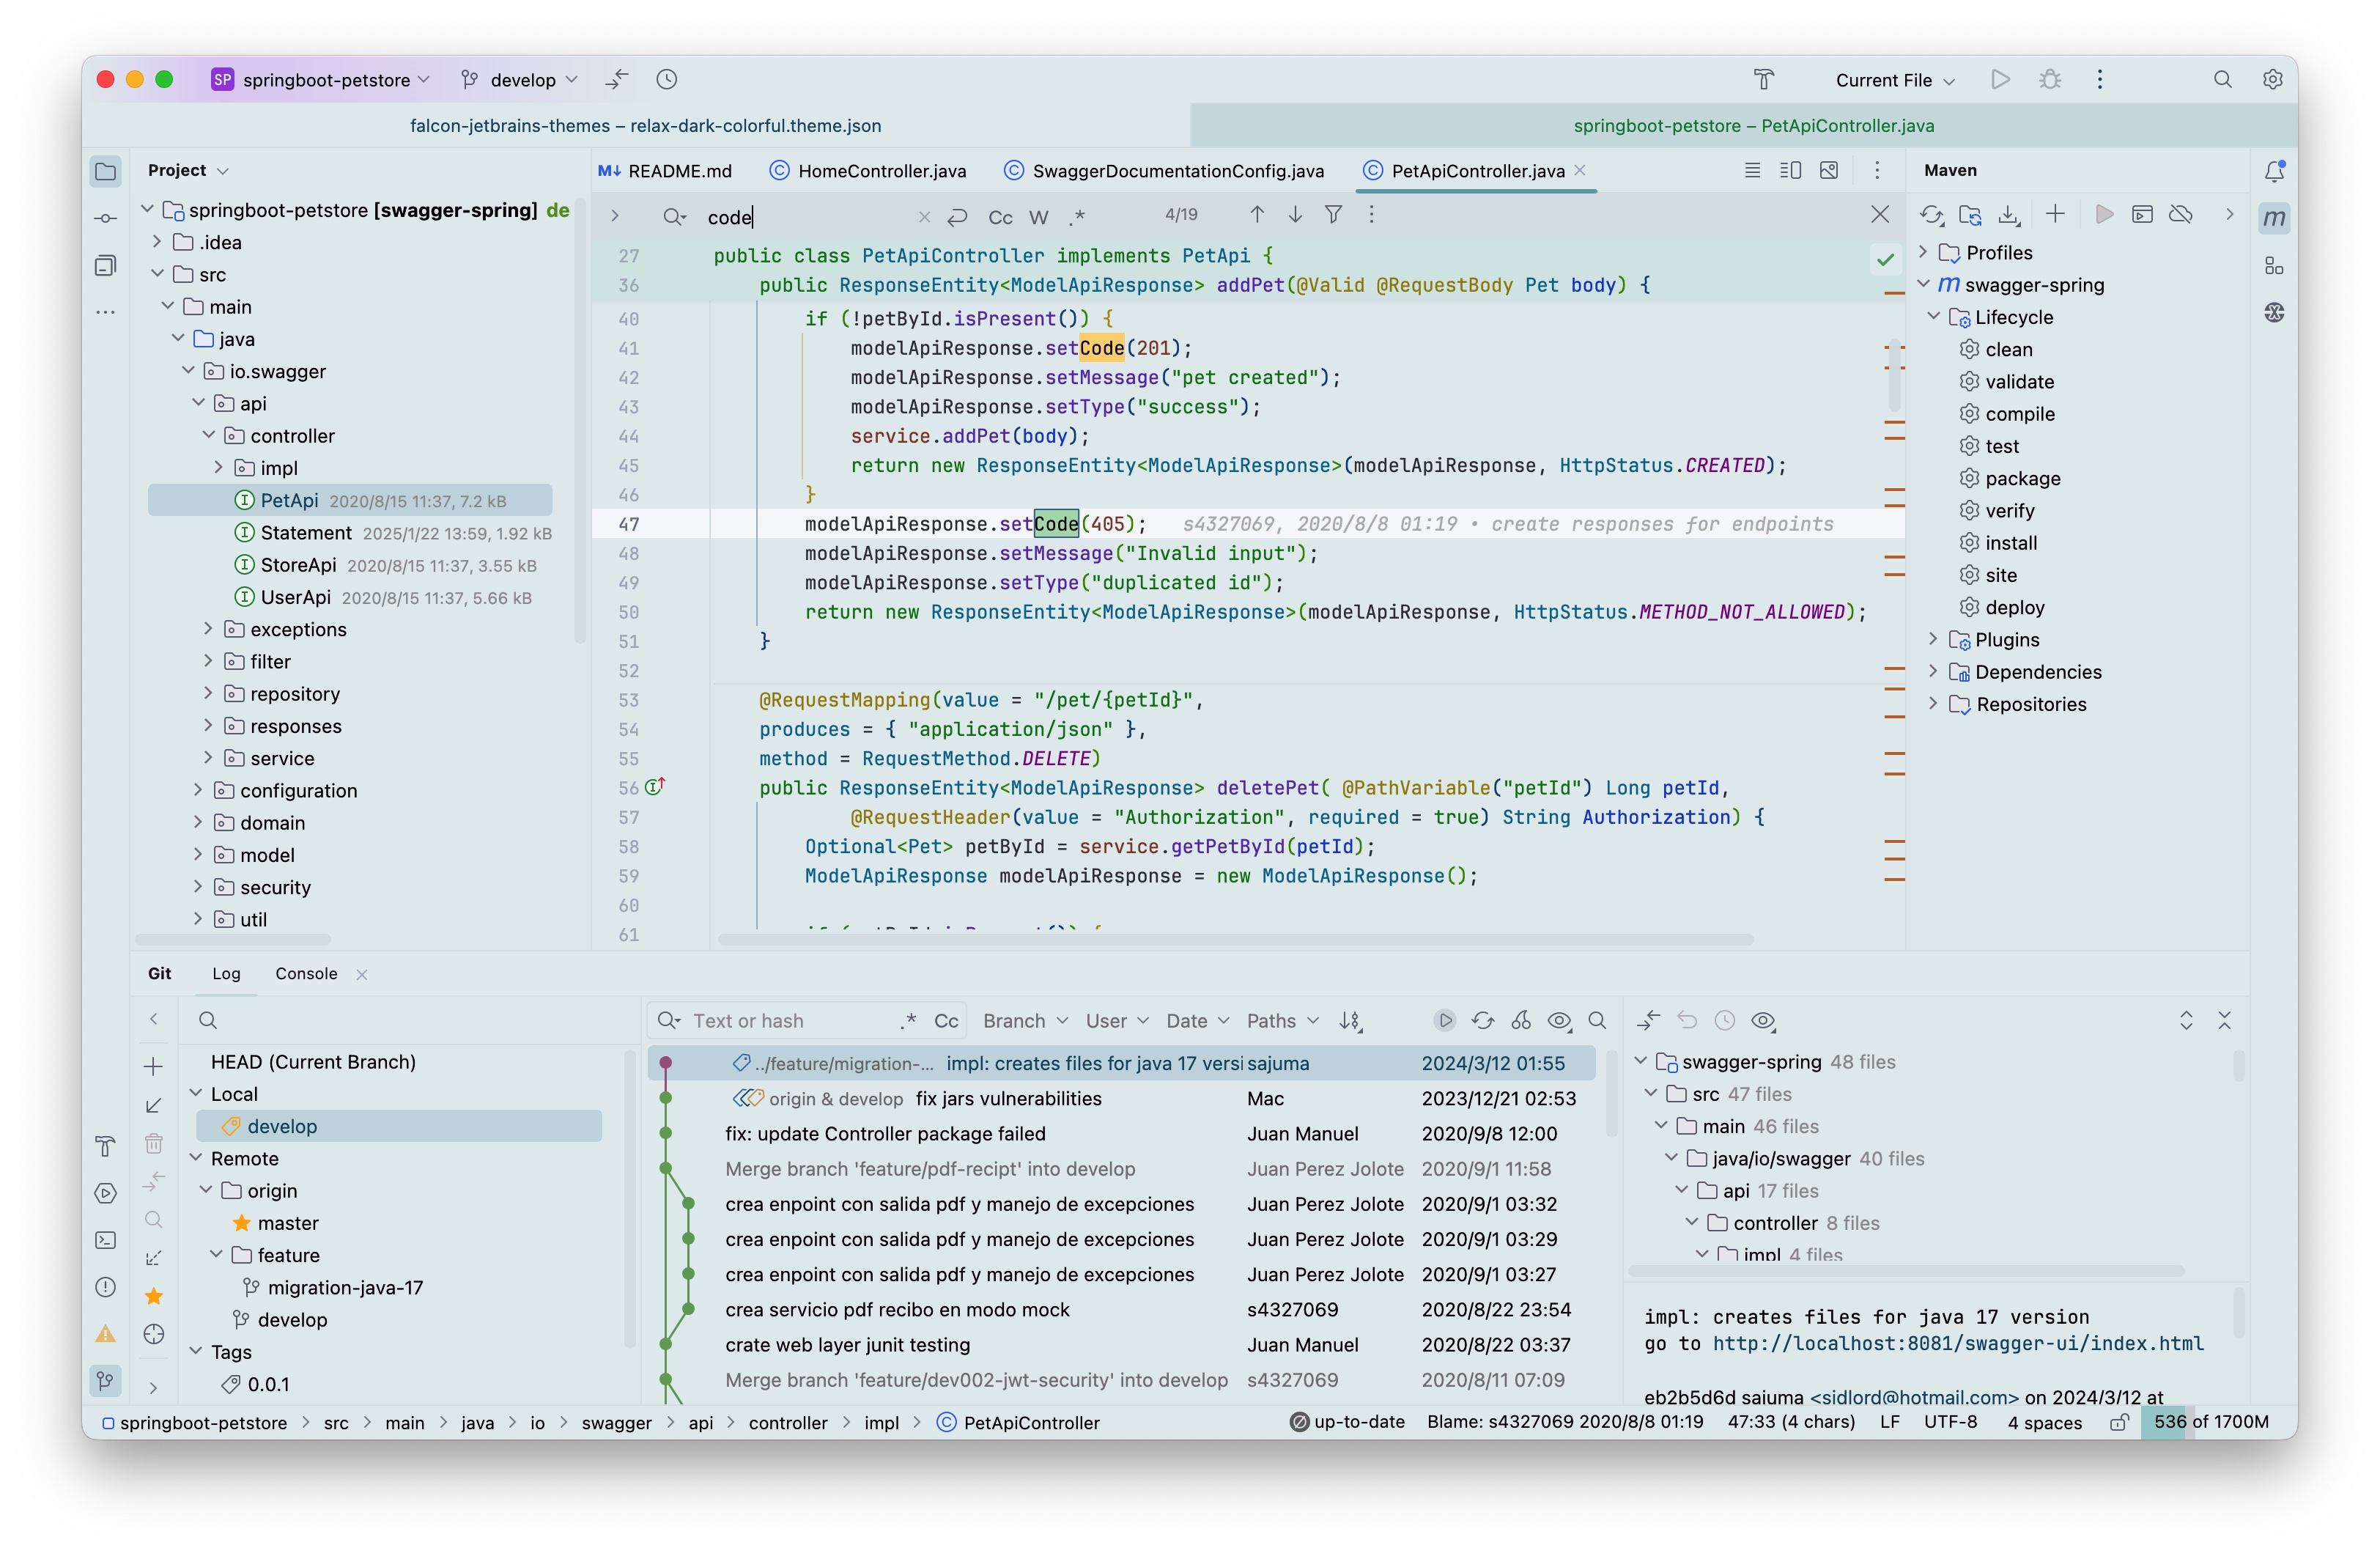 SP springboot-petstore develop Current File
falcon-jetbrains-themes – relax-dark-colorful.theme.json springboot-petstore – PetApiController.java
Project
springboot-petstore [swagger-spring] de
.idea
src
main
java
io.swagger
api
controller
impl
PetApi 2020/8/15 11:37, 7.2 kB
Statement 2025/1/22 13:59, 1.92 kB
StoreApi 2020/8/15 11:37, 3.55 kB
UserApi 2020/8/15 11:37, 5.66 kB
exceptions
filter
repository
responses
service
configuration
domain
model
security
util
M↓ README.md HomeController.java SwaggerDocumentationConfig.java PetApiController.java
code Cc W .* 4/19
27 public class PetApiController implements PetApi {
36 public ResponseEntity<ModelApiResponse> addPet(@Valid @RequestBody Pet body) {
40 if (!petById.isPresent()) {
41 modelApiResponse.setCode(201);
42 modelApiResponse.setMessage("pet created");
43 modelApiResponse.setType("success");
44 service.addPet(body);
45 return new ResponseEntity<ModelApiResponse>(modelApiResponse, HttpStatus.CREATED);
46 }
47 modelApiResponse.setCode(405); s4327069, 2020/8/8 01:19 • create responses for endpoints
48 modelApiResponse.setMessage("Invalid input");
49 modelApiResponse.setType("duplicated id");
50 return new ResponseEntity<ModelApiResponse>(modelApiResponse, HttpStatus.METHOD_NOT_ALLOWED);
51 }
52
53 @RequestMapping(value = "/pet/{petId}",
54 produces = { "application/json" },
55 method = RequestMethod.DELETE)
56 public ResponseEntity<ModelApiResponse> deletePet( @PathVariable("petId") Long petId,
57 @RequestHeader(value = "Authorization", required = true) String Authorization) {
58 Optional<Pet> petById = service.getPetById(petId);
59 ModelApiResponse modelApiResponse = new ModelApiResponse();
60
61
Maven
m
Profiles
m swagger-spring
Lifecycle
clean
validate
compile
test
package
verify
install
site
deploy
Plugins
Dependencies
Repositories
Git Log Console
HEAD (Current Branch)
Local
develop
Remote
origin
master
feature
migration-java-17
develop
Tags
0.0.1
Text or hash .* Cc Branch User Date Paths
../feature/migration-... impl: creates files for java 17 versi sajuma 2024/3/12 01:55
origin & develop fix jars vulnerabilities Mac 2023/12/21 02:53
fix: update Controller package failed Juan Manuel 2020/9/8 12:00
Merge branch 'feature/pdf-recipt' into develop Juan Perez Jolote 2020/9/1 11:58
crea enpoint con salida pdf y manejo de excepciones Juan Perez Jolote 2020/9/1 03:32
crea enpoint con salida pdf y manejo de excepciones Juan Perez Jolote 2020/9/1 03:29
crea enpoint con salida pdf y manejo de excepciones Juan Perez Jolote 2020/9/1 03:27
crea servicio pdf recibo en modo mock s4327069 2020/8/22 23:54
crate web layer junit testing Juan Manuel 2020/8/22 03:37
Merge branch 'feature/dev002-jwt-security' into develop s4327069 2020/8/11 07:09
swagger-spring 48 files
src 47 files
main 46 files
java/io/swagger 40 files
api 17 files
controller 8 files
impl 4 files
impl: creates files for java 17 version
go to http://localhost:8081/swagger-ui/index.html
eb2b5d6d sajuma <sidlord@hotmail.com> on 2024/3/12 at
springboot-petstore src main java io swagger api controller impl PetApiController up-to-date Blame: s4327069 2020/8/8 01:19 47:33 (4 chars) LF UTF-8 4 spaces 536 of 1700M